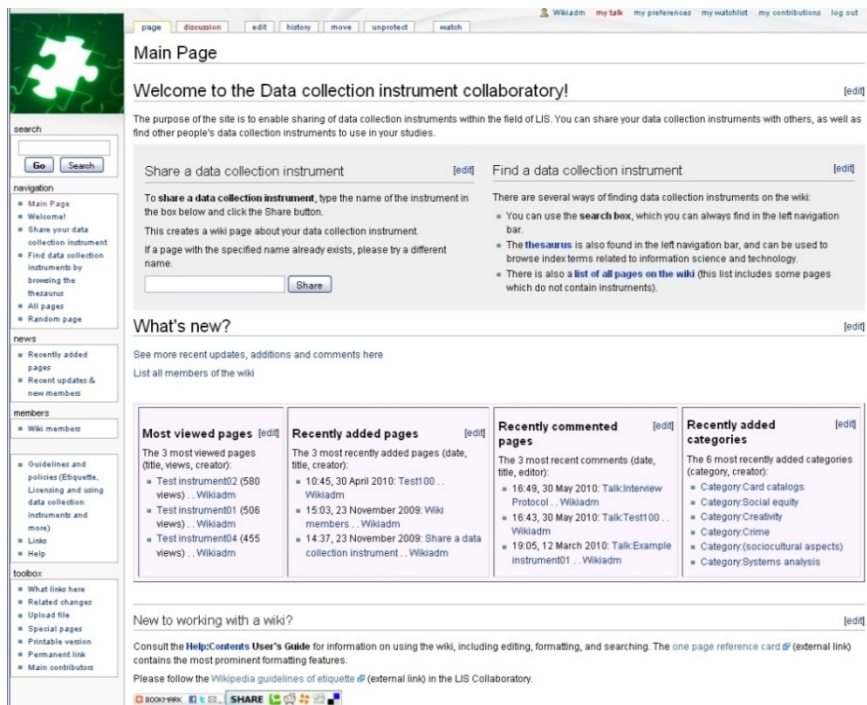 Wikiadm my talk my preferences my watchlist my contributions log out
page discussion edit history move unprotect watch
Main Page
Welcome to the Data collection instrument collaboratory! [edit]
The purpose of the site is to enable sharing of data collection instruments within the field of LIS. You can share your data collection instruments with others, as well as
find other people's data collection instruments to use in your studies.
search
Go Search
navigation
Main Page
Welcome!
Share your data
collection instrument
Find data collection
instruments by
browsing the
thesaurus
All pages
Random page
news
Recently added
pages
Recent updates &
new members
members
Wiki members
Guidelines and
policies (Etiquette,
Licensing and using
data collection
instruments and
more)
Links
Help
toolbox
What links here
Related changes
Upload file
Special pages
Printable version
Permanent link
Main contributors
Share a data collection instrument [edit]
To share a data collection instrument, type the name of the instrument in
the box below and click the Share button.
This creates a wiki page about your data collection instrument.
If a page with the specified name already exists, please try a different
name.
Share
Find a data collection instrument [edit]
There are several ways of finding data collection instruments on the wiki:
You can use the search box, which you can always find in the left navigation
bar.
The thesaurus is also found in the left navigation bar, and can be used to
browse index terms related to information science and technology.
There is also a list of all pages on the wiki (this list includes some pages
which do not contain instruments).
What's new? [edit]
See more recent updates, additions and comments here
List all members of the wiki
Most viewed pages [edit]
The 3 most viewed pages
(title, views, creator):
Test instrument02 (580
views) . . Wikiadm
Test instrument01 (506
views) . . Wikiadm
Test instrument04 (455
views) . . Wikiadm
Recently added pages [edit]
The 3 most recently added pages (date,
title, creator):
10:45, 30 April 2010: Test100 . .
Wikiadm
15:03, 23 November 2009: Wiki
members . . Wikiadm
14:37, 23 November 2009: Share a data
collection instrument . . Wikiadm
Recently commented [edit]
pages
The 3 most recent comments (date,
title, editor):
16:49, 30 May 2010: Talk:Interview
Protocol . . Wikiadm
16:43, 30 May 2010: Talk:Test100 . .
Wikiadm
19:05, 12 March 2010: Talk:Example
instrument01 . . Wikiadm
Recently added [edit]
categories
The 6 most recently added categories
(category, creator):
Category:Card catalogs
Category:Social equity
Category:Creativity
Category:Crime
Category:(sociocultural aspects)
Category:Systems analysis
New to working with a wiki? [edit]
Consult the Help:Contents User's Guide for information on using the wiki, including editing, formatting, and searching. The one page reference card (external link)
contains the most prominent formatting features.
Please follow the Wikipedia guidelines of etiquette (external link) in the LIS Collaboratory.
BOOKMARK SHARE